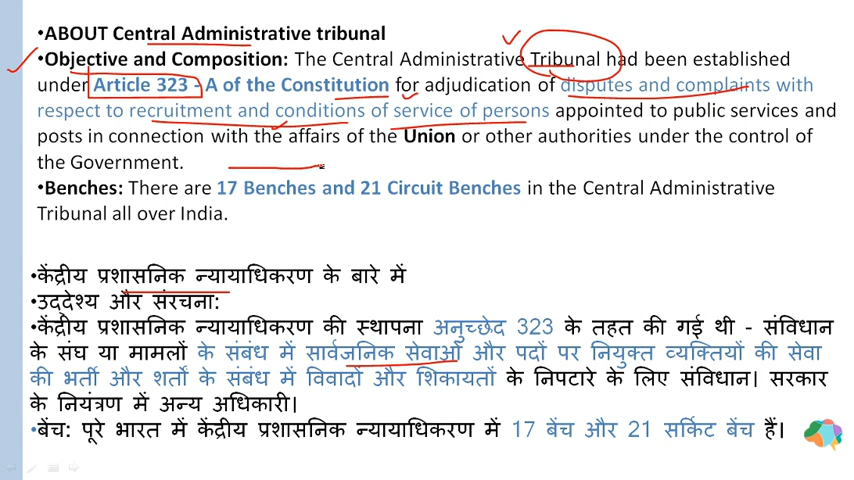 •ABOUT Central Administrative tribunal
•Objective and Composition: The Central Administrative Tribunal had been established
under Article 323 - A of the Constitution for adjudication of disputes and complaints with
respect to recruitment and conditions of service of persons appointed to public services and
posts in connection with the affairs of the Union or other authorities under the control of
the Government.
•Benches: There are 17 Benches and 21 Circuit Benches in the Central Administrative
Tribunal all over India.
•केंद्रीय प्रशासनिक न्यायाधिकरण के बारे में
•उद्देश्य और संरचना:
•केंद्रीय प्रशासनिक न्यायाधिकरण की स्थापना अनुच्छेद 323 के तहत की गई थी - संविधान
के संघ या मामलों के संबंध में सार्वजनिक सेवाओं और पदों पर नियुक्त व्यक्तियों की सेवा
की भर्ती और शर्तों के संबंध में विवादों और शिकायतों के निपटारे के लिए संविधान। सरकार
के नियंत्रण में अन्य अधिकारी।
•बेंच: पूरे भारत में केंद्रीय प्रशासनिक न्यायाधिकरण में 17 बेंच और 21 सर्किट बेंच हैं।